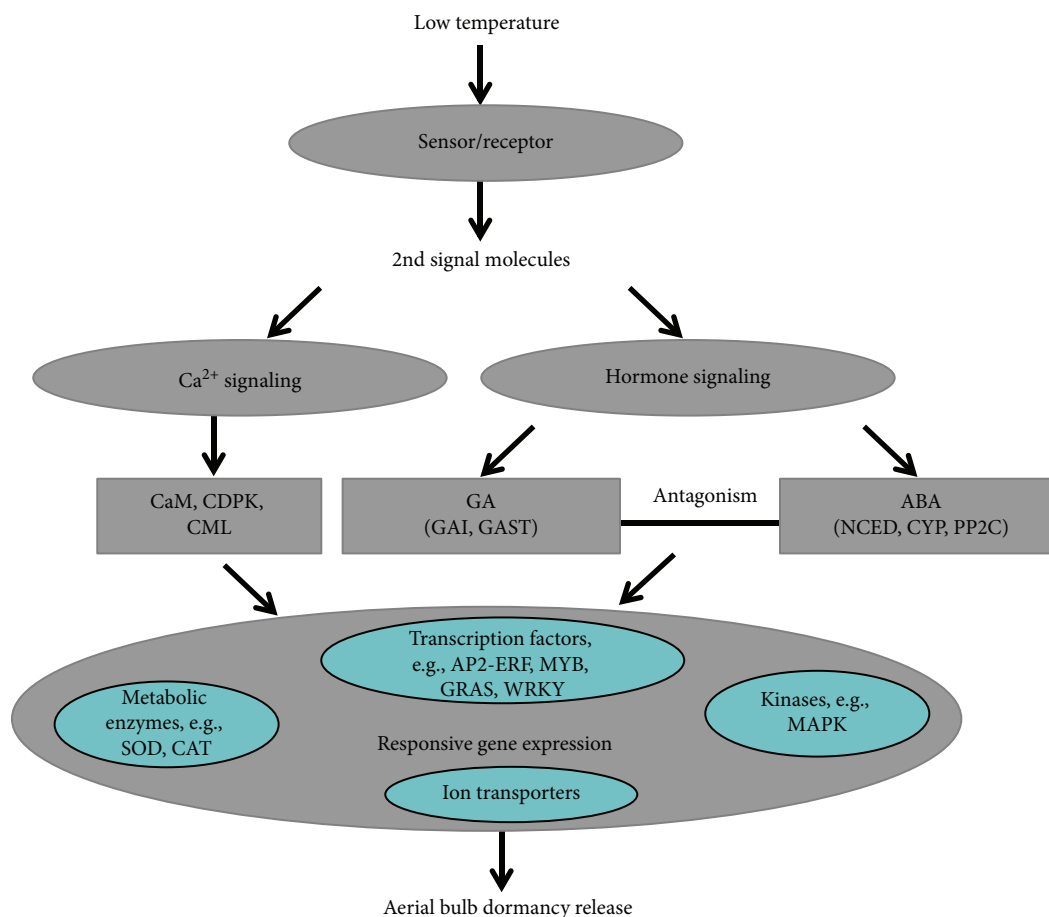 Low temperature
Sensor/receptor
2nd signal molecules
Ca²⁺ signaling
Hormone signaling
CaM, CDPK,
CML
GA
(GAI, GAST)
Antagonism
ABA
(NCED, CYP, PP2C)
Transcription factors,
e.g., AP2-ERF, MYB,
GRAS, WRKY
Metabolic
enzymes, e.g.,
SOD, CAT
Kinases, e.g.,
MAPK
Responsive gene expression
Ion transporters
Aerial bulb dormancy release